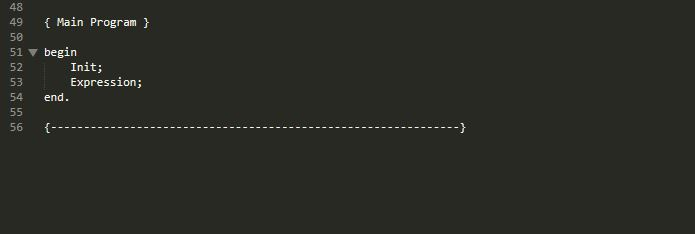 48
49 { Main Program }
50
51 begin
52     Init;
53     Expression;
54 end.
55
56 {--------------------------------------------------------------}